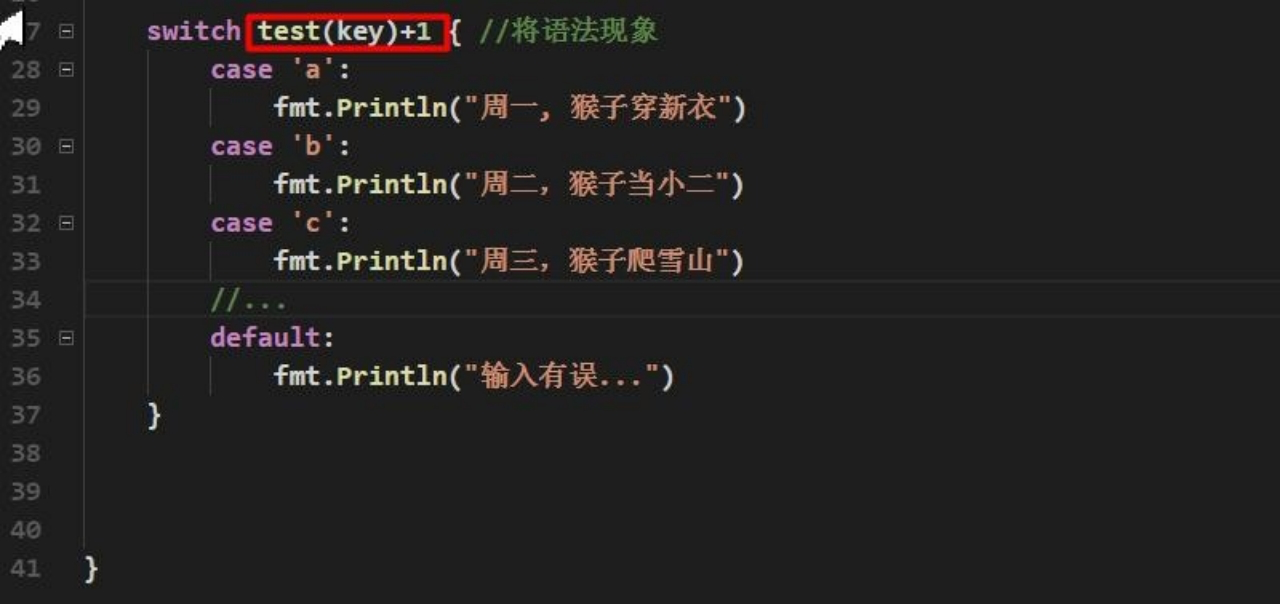 7 switch test(key)+1 { //将语法现象
28 case 'a':
29 fmt.Println("周一, 猴子穿新衣")
30 case 'b':
31 fmt.Println("周二，猴子当小二")
32 case 'c':
33 fmt.Println("周三，猴子爬雪山")
34 //...
35 default:
36 fmt.Println("输入有误...")
37 }
38
39
40
41 }